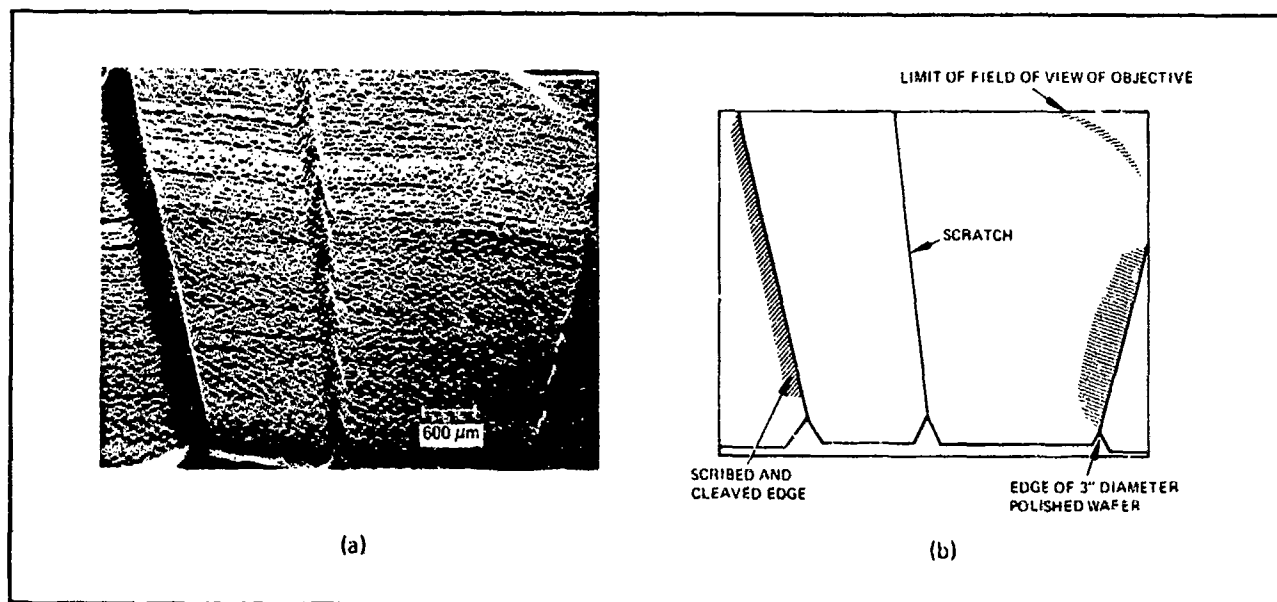 LIMIT OF FIELD OF VIEW OF OBJECTIVE
SCRATCH
600 μm
SCRIBED AND
CLEAVED EDGE
EDGE OF 3" DIAMETER
POLISHED WAFER
(a)
(b)